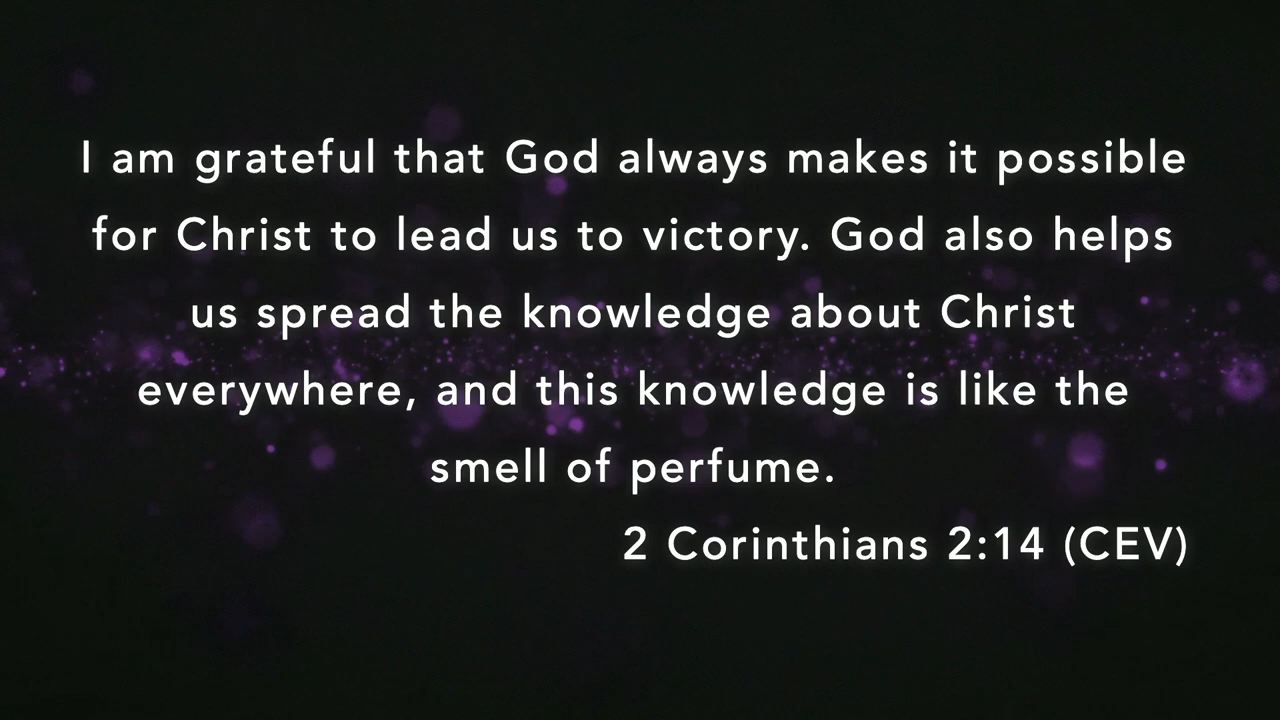 I am grateful that God always makes it possible
for Christ to lead us to victory. God also helps
us spread the knowledge about Christ
everywhere, and this knowledge is like the
smell of perfume.
2 Corinthians 2:14 (CEV)